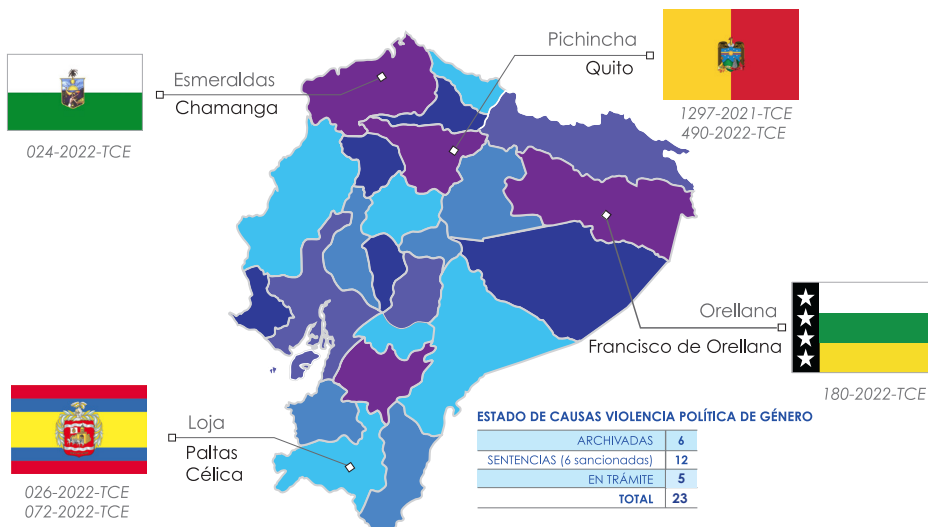 Esmeraldas
Chamanga
024-2022-TCE
Pichincha
Quito
1297-2021-TCE
490-2022-TCE
Orellana
Francisco de Orellana
180-2022-TCE
Loja
Paltas
Célica
026-2022-TCE
072-2022-TCE
ESTADO DE CAUSAS VIOLENCIA POLÍTICA DE GÉNERO
ARCHIVADAS 6
SENTENCIAS (6 sancionadas) 12
EN TRÁMITE 5
TOTAL 23